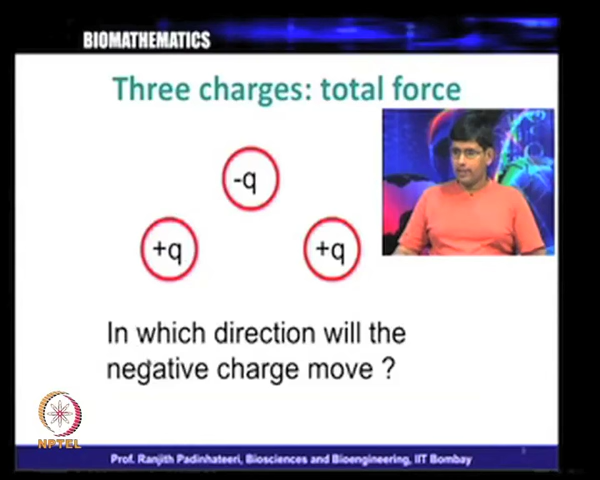 BIOMATHEMATICS
Three charges: total force
-q
+q
+q
In which direction will the
negative charge move ?
NPTEL
Prof. Ranjith Padinhateeri, Biosciences and Bioengineering, IIT Bombay